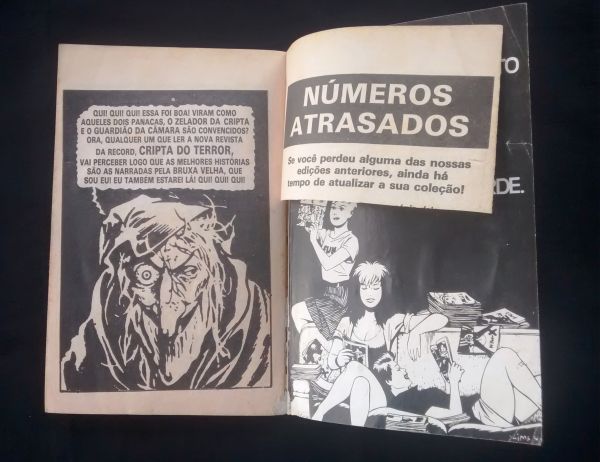 QUI! QUI! QUI! ESSA FOI BOA! VIRAM COMO
AQUELES DOIS PANACAS, O ZELADOR DA CRIPTA
E O GUARDIÃO DA CÂMARA SÃO CONVENCIDOS?
ORA, QUALQUER UM QUE LER A NOVA REVISTA
DA RECORD, CRIPTA DO TERROR,
VAI PERCEBER LOGO QUE AS MELHORES HISTÓRIAS
SÃO AS NARRADAS PELA BRUXA VELHA, QUE
SOU EU! EU TAMBÉM ESTAREI LÁ! QUI! QUI! QUI!
NÚMEROS
ATRASADOS
Se você perdeu alguma das nossas
edições anteriores, ainda há
tempo de atualizar a sua coleção!
TO
RDE.